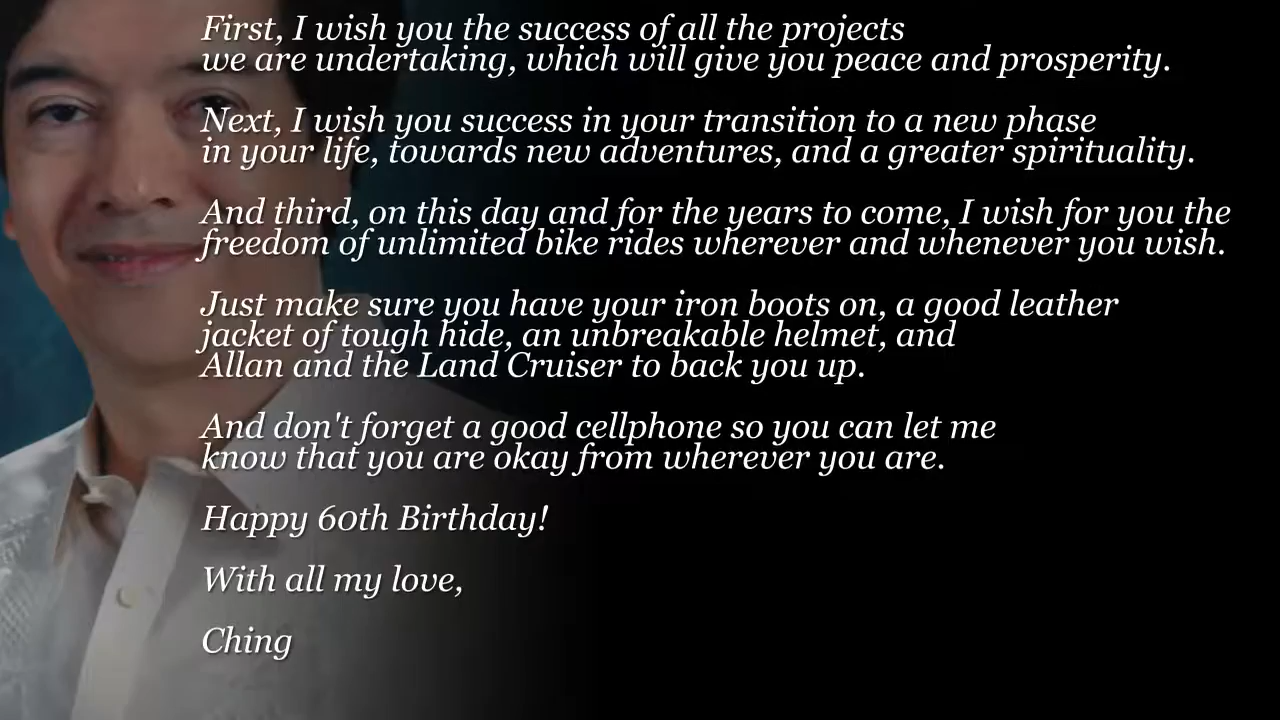 First, I wish you the success of all the projects
we are undertaking, which will give you peace and prosperity.
Next, I wish you success in your transition to a new phase
in your life, towards new adventures, and a greater spirituality.
And third, on this day and for the years to come, I wish for you the
freedom of unlimited bike rides wherever and whenever you wish.
Just make sure you have your iron boots on, a good leather
jacket of tough hide, an unbreakable helmet, and
Allan and the Land Cruiser to back you up.
And don't forget a good cellphone so you can let me
know that you are okay from wherever you are.
Happy 60th Birthday!
With all my love,
Ching